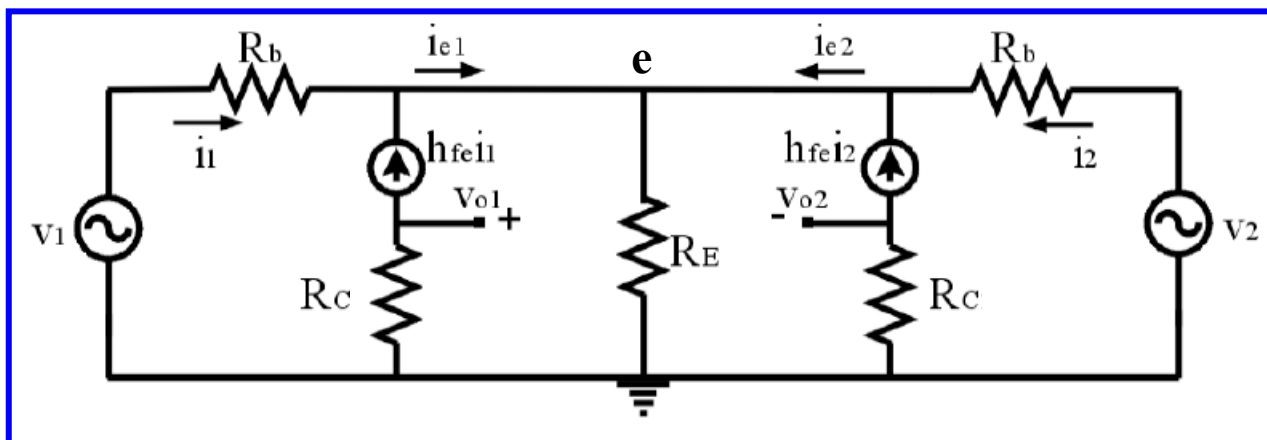 Rb
ie1
e
ie2
Rb
i1
hfei1
hfei2
i2
vo1 +
- vo2
v1
v2
RC
RE
RC